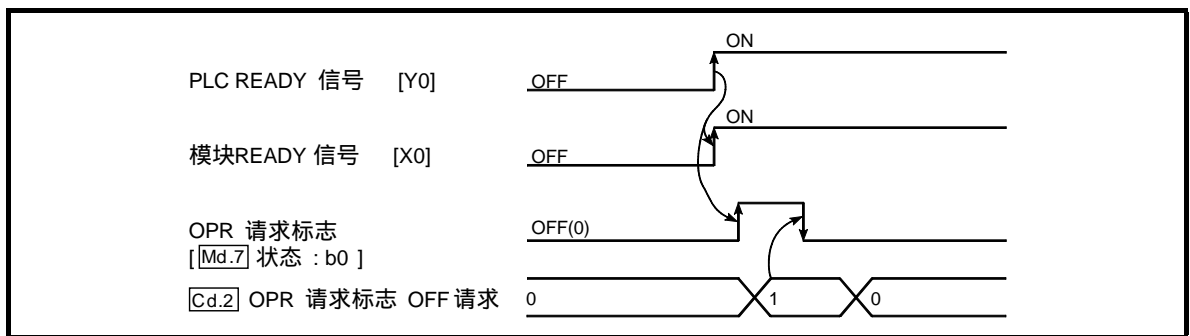 ON
PLC READY 信号 [Y0] OFF
ON
模块READY 信号 [X0] OFF
OPR 请求标志 OFF(0)
[ Md.7 状态 : b0 ]
Cd.2 OPR 请求标志 OFF 请求 0 1 0